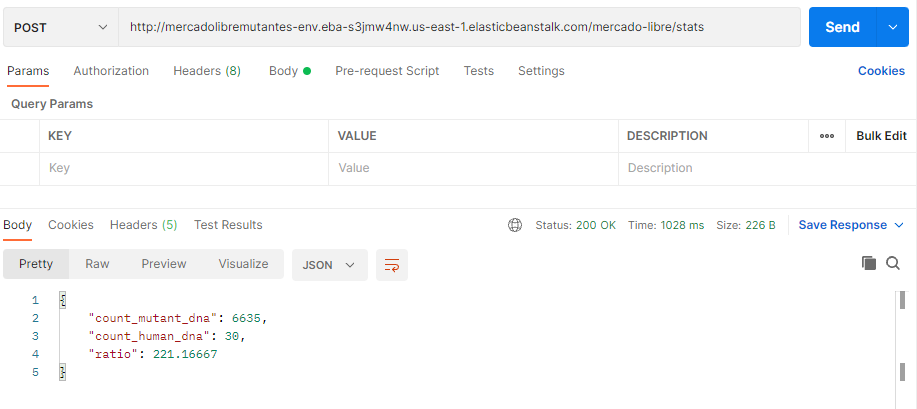 POST http://mercadolibremutantes-env.eba-s3jmw4nw.us-east-1.elasticbeanstalk.com/mercado-libre/stats Send
Params Authorization Headers (8) Body Pre-request Script Tests Settings Cookies
Query Params
KEY VALUE DESCRIPTION ••• Bulk Edit
Key Value Description
Body Cookies Headers (5) Test Results Status: 200 OK Time: 1028 ms Size: 226 B Save Response
Pretty Raw Preview Visualize JSON
1 {
2 "count_mutant_dna": 6635,
3 "count_human_dna": 30,
4 "ratio": 221.16667
5 }